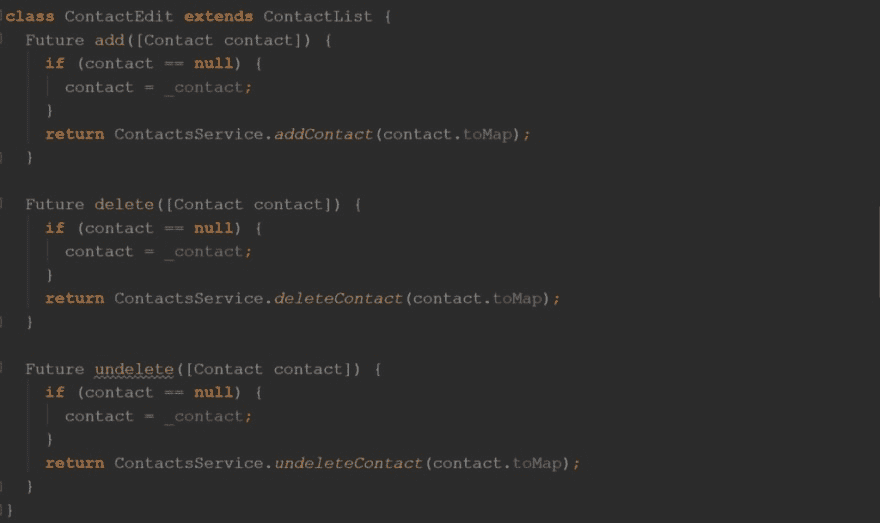 class ContactEdit extends ContactList {
  Future add([Contact contact]) {
    if (contact == null) {
      contact = _contact;
    }
    return ContactsService.addContact(contact.toMap);
  }

  Future delete([Contact contact]) {
    if (contact == null) {
      contact = _contact;
    }
    return ContactsService.deleteContact(contact.toMap);
  }

  Future undelete([Contact contact]) {
    if (contact == null) {
      contact = _contact;
    }
    return ContactsService.undeleteContact(contact.toMap);
  }
}